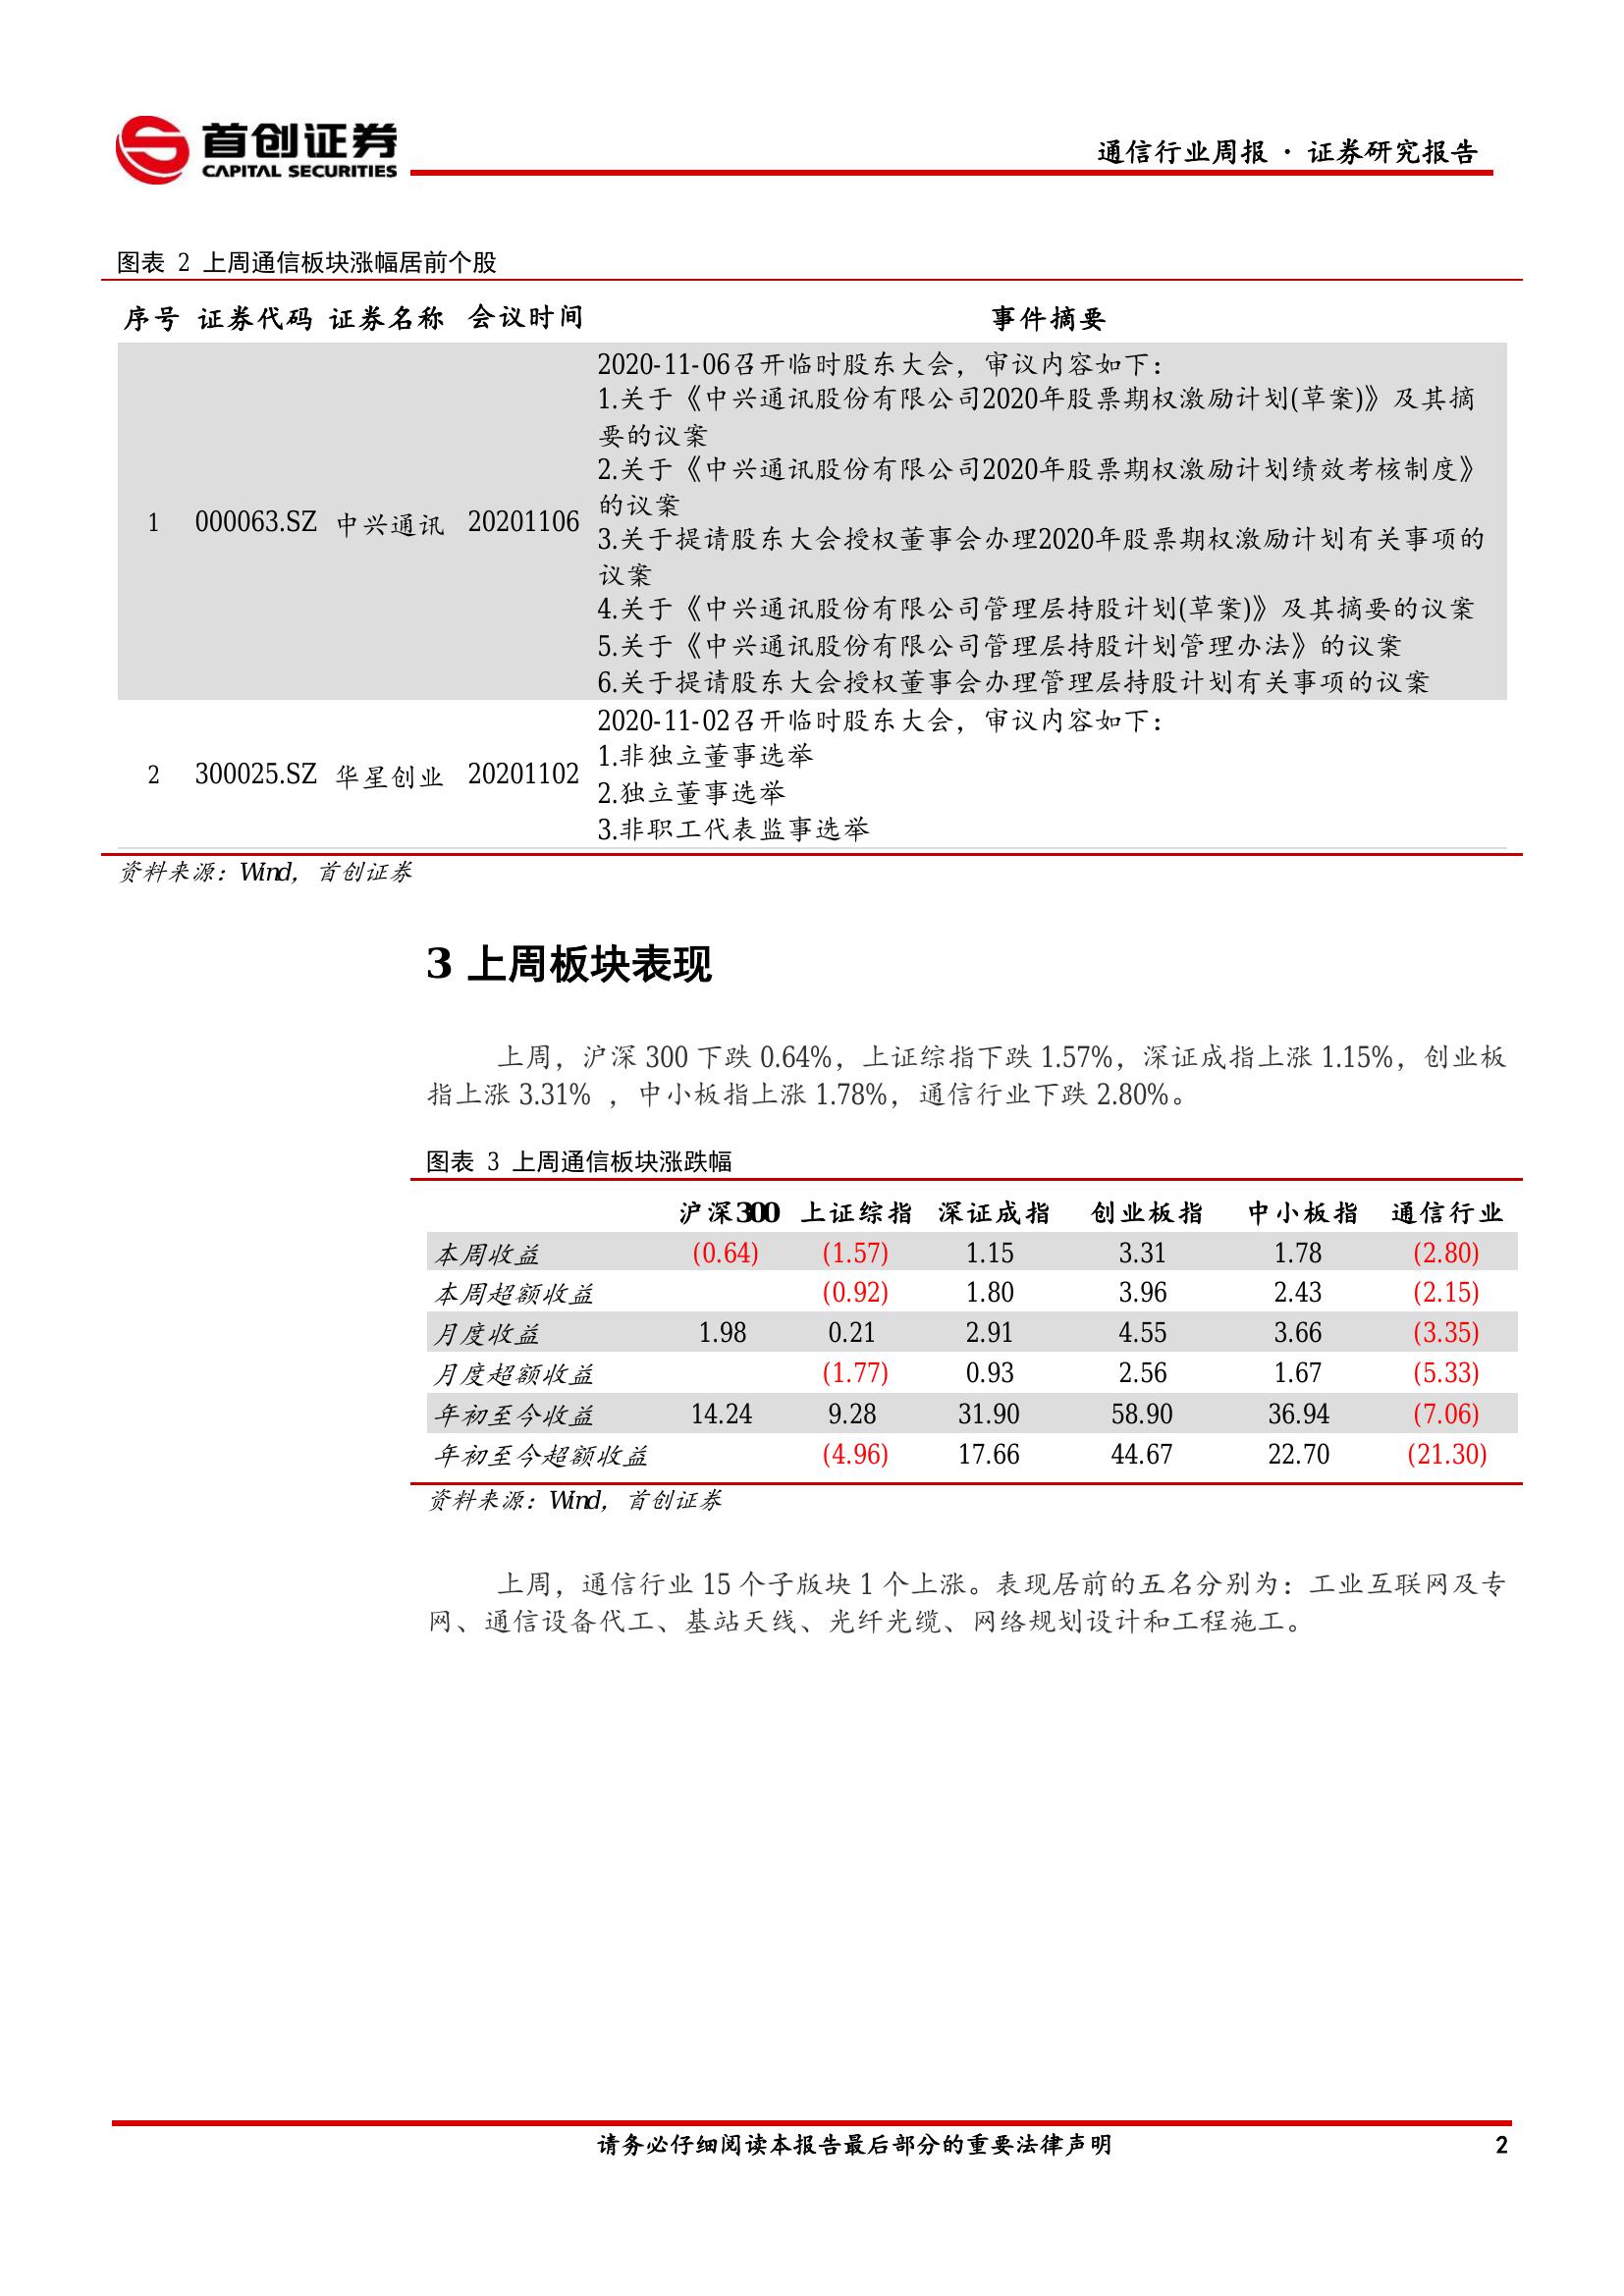 首创证券
CAPITAL SECURITIES
通信行业周报 · 证券研究报告
图表 2 上周通信板块涨幅居前个股
序号 证券代码 证券名称 会议时间 事件摘要
2020-11-06召开临时股东大会，审议内容如下：
1.关于《中兴通讯股份有限公司2020年股票期权激励计划(草案)》及其摘
要的议案
2.关于《中兴通讯股份有限公司2020年股票期权激励计划绩效考核制度》
的议案
1 000063.SZ 中兴通讯 20201106
3.关于提请股东大会授权董事会办理2020年股票期权激励计划有关事项的
议案
4.关于《中兴通讯股份有限公司管理层持股计划(草案)》及其摘要的议案
5.关于《中兴通讯股份有限公司管理层持股计划管理办法》的议案
6.关于提请股东大会授权董事会办理管理层持股计划有关事项的议案
2020-11-02召开临时股东大会，审议内容如下：
1.非独立董事选举
2 300025.SZ 华星创业 20201102
2.独立董事选举
3.非职工代表监事选举
资料来源：Wind，首创证券
3 上周板块表现
上周，沪深 300 下跌 0.64%，上证综指下跌 1.57%，深证成指上涨 1.15%，创业板
指上涨 3.31% ，中小板指上涨 1.78%，通信行业下跌 2.80%。
图表 3 上周通信板块涨跌幅
沪深300 上证综指 深证成指 创业板指 中小板指 通信行业
本周收益 (0.64) (1.57) 1.15 3.31 1.78 (2.80)
本周超额收益 (0.92) 1.80 3.96 2.43 (2.15)
月度收益 1.98 0.21 2.91 4.55 3.66 (3.35)
月度超额收益 (1.77) 0.93 2.56 1.67 (5.33)
年初至今收益 14.24 9.28 31.90 58.90 36.94 (7.06)
年初至今超额收益 (4.96) 17.66 44.67 22.70 (21.30)
资料来源：Wind，首创证券
上周，通信行业 15 个子版块 1 个上涨。表现居前的五名分别为：工业互联网及专
网、通信设备代工、基站天线、光纤光缆、网络规划设计和工程施工。
请务必仔细阅读本报告最后部分的重要法律声明 2